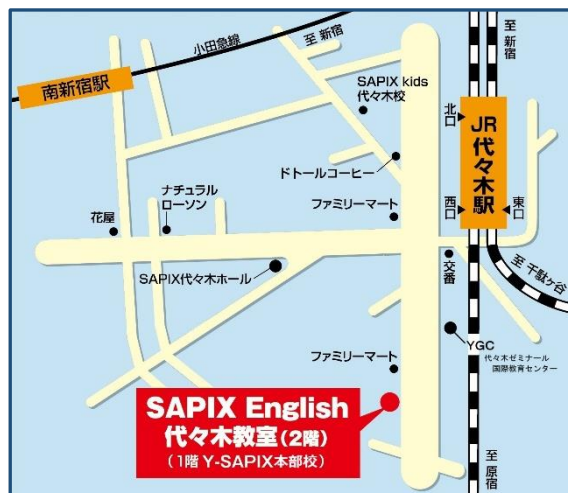 小田急線
至 新宿
至 新宿
南新宿駅
SAPIX kids
代々木校
北口
JR代々木駅
ドトールコーヒー
ナチュラル
ローソン
花屋
ファミリーマート
西口
東口
SAPIX代々木ホール
交番
至 千駄ヶ谷
YGC
代々木ゼミナール
国際教育センター
ファミリーマート
SAPIX English
代々木教室(2階)
(1階 Y-SAPIX本部校)
至 原宿